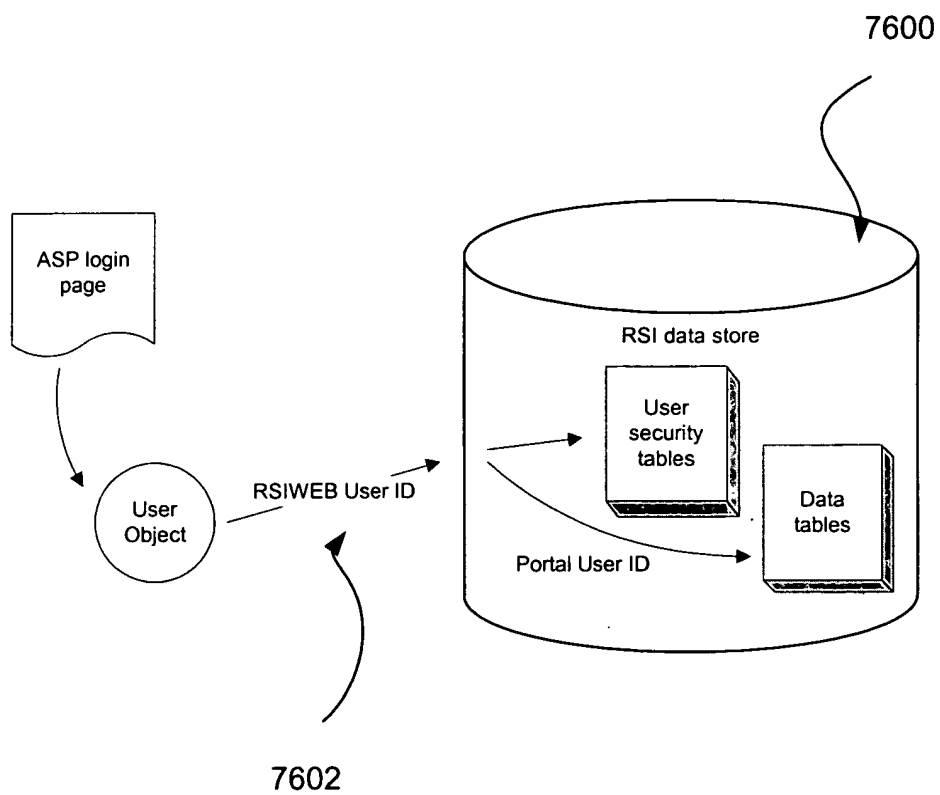 7600
ASP login
page
RSI data store
User
security
tables
RSIWEB User ID
User
Object
Data
tables
Portal User ID
7602